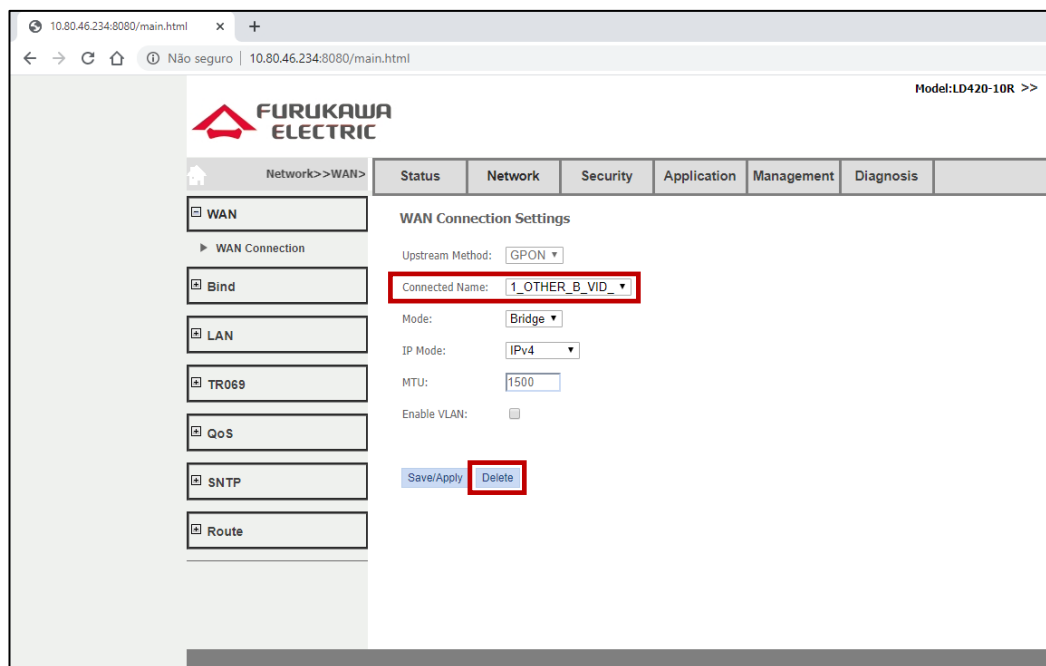 10.80.46.234:8080/main.html
Não seguro | 10.80.46.234:8080/main.html
Model:LD420-10R >>
FURUKAWA
ELECTRIC
Network>>WAN>
Status Network Security Application Management Diagnosis
WAN
WAN Connection
Bind
LAN
TR069
QoS
SNTP
Route
WAN Connection Settings
Upstream Method: GPON
Connected Name: 1_OTHER_B_VID_
Mode: Bridge
IP Mode: IPv4
MTU: 1500
Enable VLAN:
Save/Apply Delete